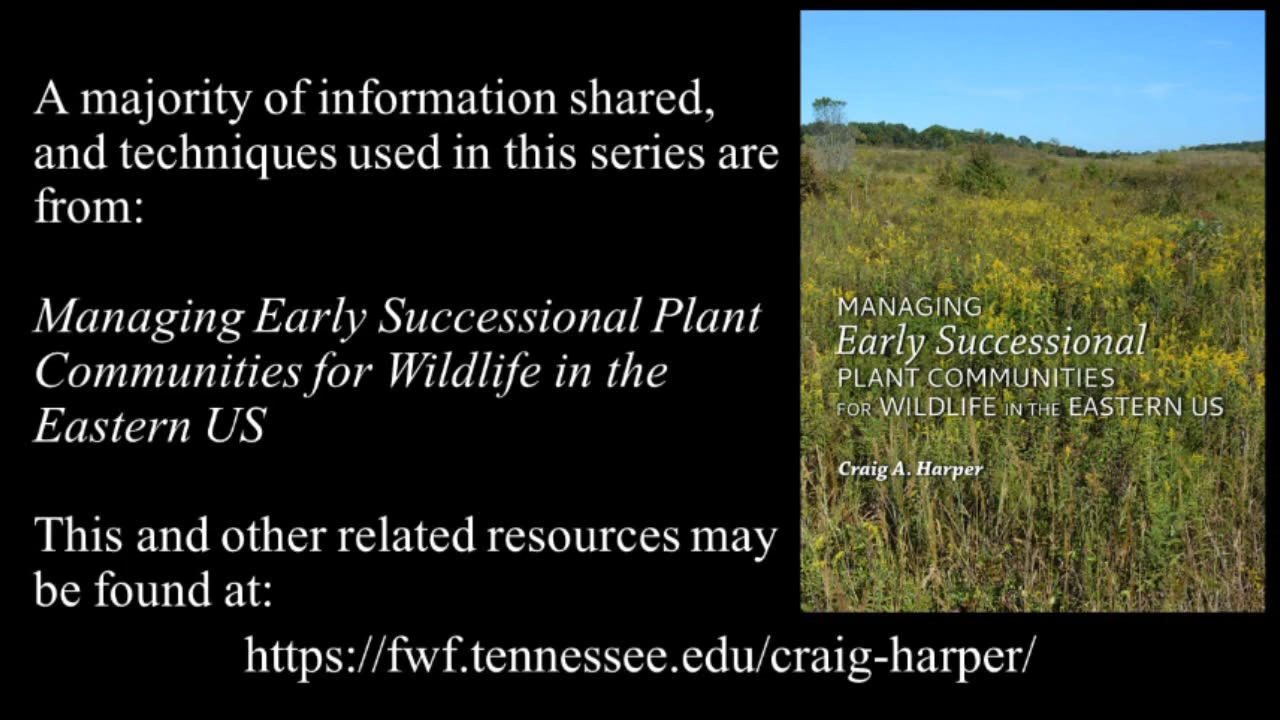 A majority of information shared,
and techniques used in this series are
from:
Managing Early Successional Plant
Communities for Wildlife in the
Eastern US
This and other related resources may
be found at:
https://fwf.tennessee.edu/craig-harper/
MANAGING
Early Successional
PLANT COMMUNITIES
FOR WILDLIFE IN THE EASTERN US
Craig A. Harper